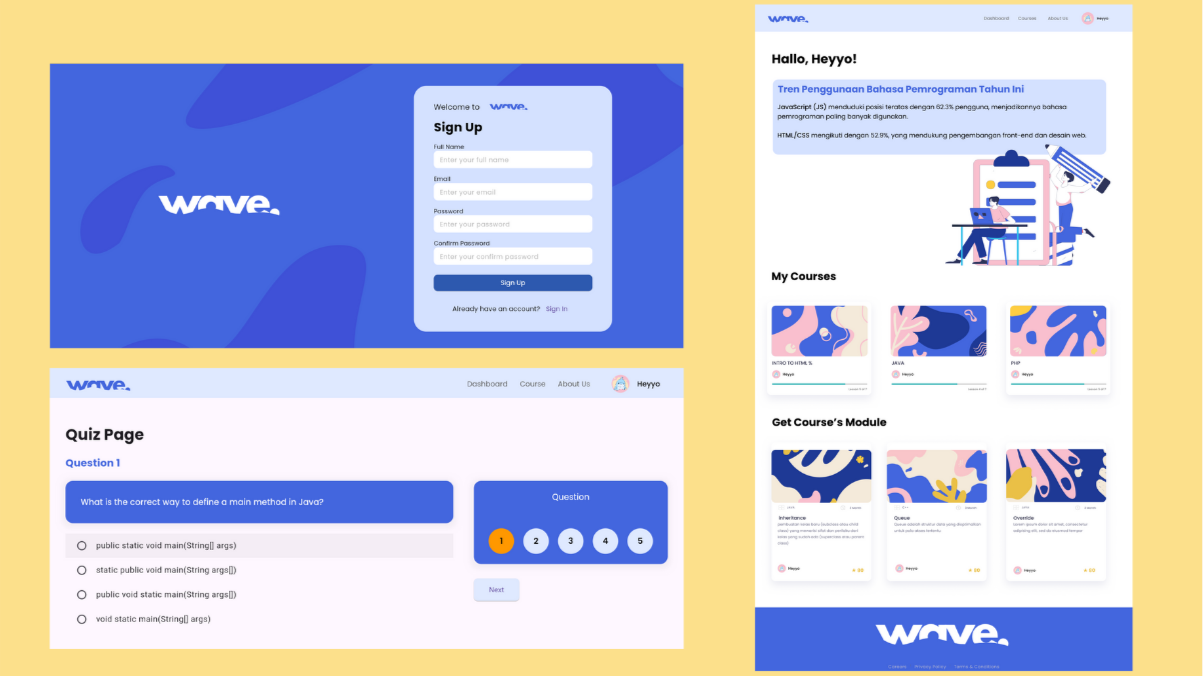 wave.
Welcome to wave.
Sign Up
Full Name
Enter your full name
Email
Enter your email
Password
Enter your password
Confirm Password
Enter your confirm password
Sign Up
Already have an account? Sign In
wave.
Dashboard Course About Us Heyyo
Quiz Page
Question 1
What is the correct way to define a main method in Java?
public static void main(String[] args)
static public void main(String args[])
public void static main(String args[])
void static main(String[] args)
Question
1 2 3 4 5
Next
wave.
Dashboard Courses About Us Heyyo
Hallo, Heyyo!
Tren Penggunaan Bahasa Pemrograman Tahun Ini
JavaScript (JS) menduduki posisi teratas dengan 62.3% pengguna, menjadikannya bahasa
pemrograman paling banyak digunakan.
HTML/CSS mengikuti dengan 52.9%, yang mendukung pengembangan front-end dan desain web.
My Courses
INTRO TO HTML 5
Heyyo
JAVA
Heyyo
PHP
Heyyo
Get Course's Module
Inheritance
Heyyo
Queue
Heyyo
Override
Heyyo
wave.
Contact Privacy Policy Terms & Conditions